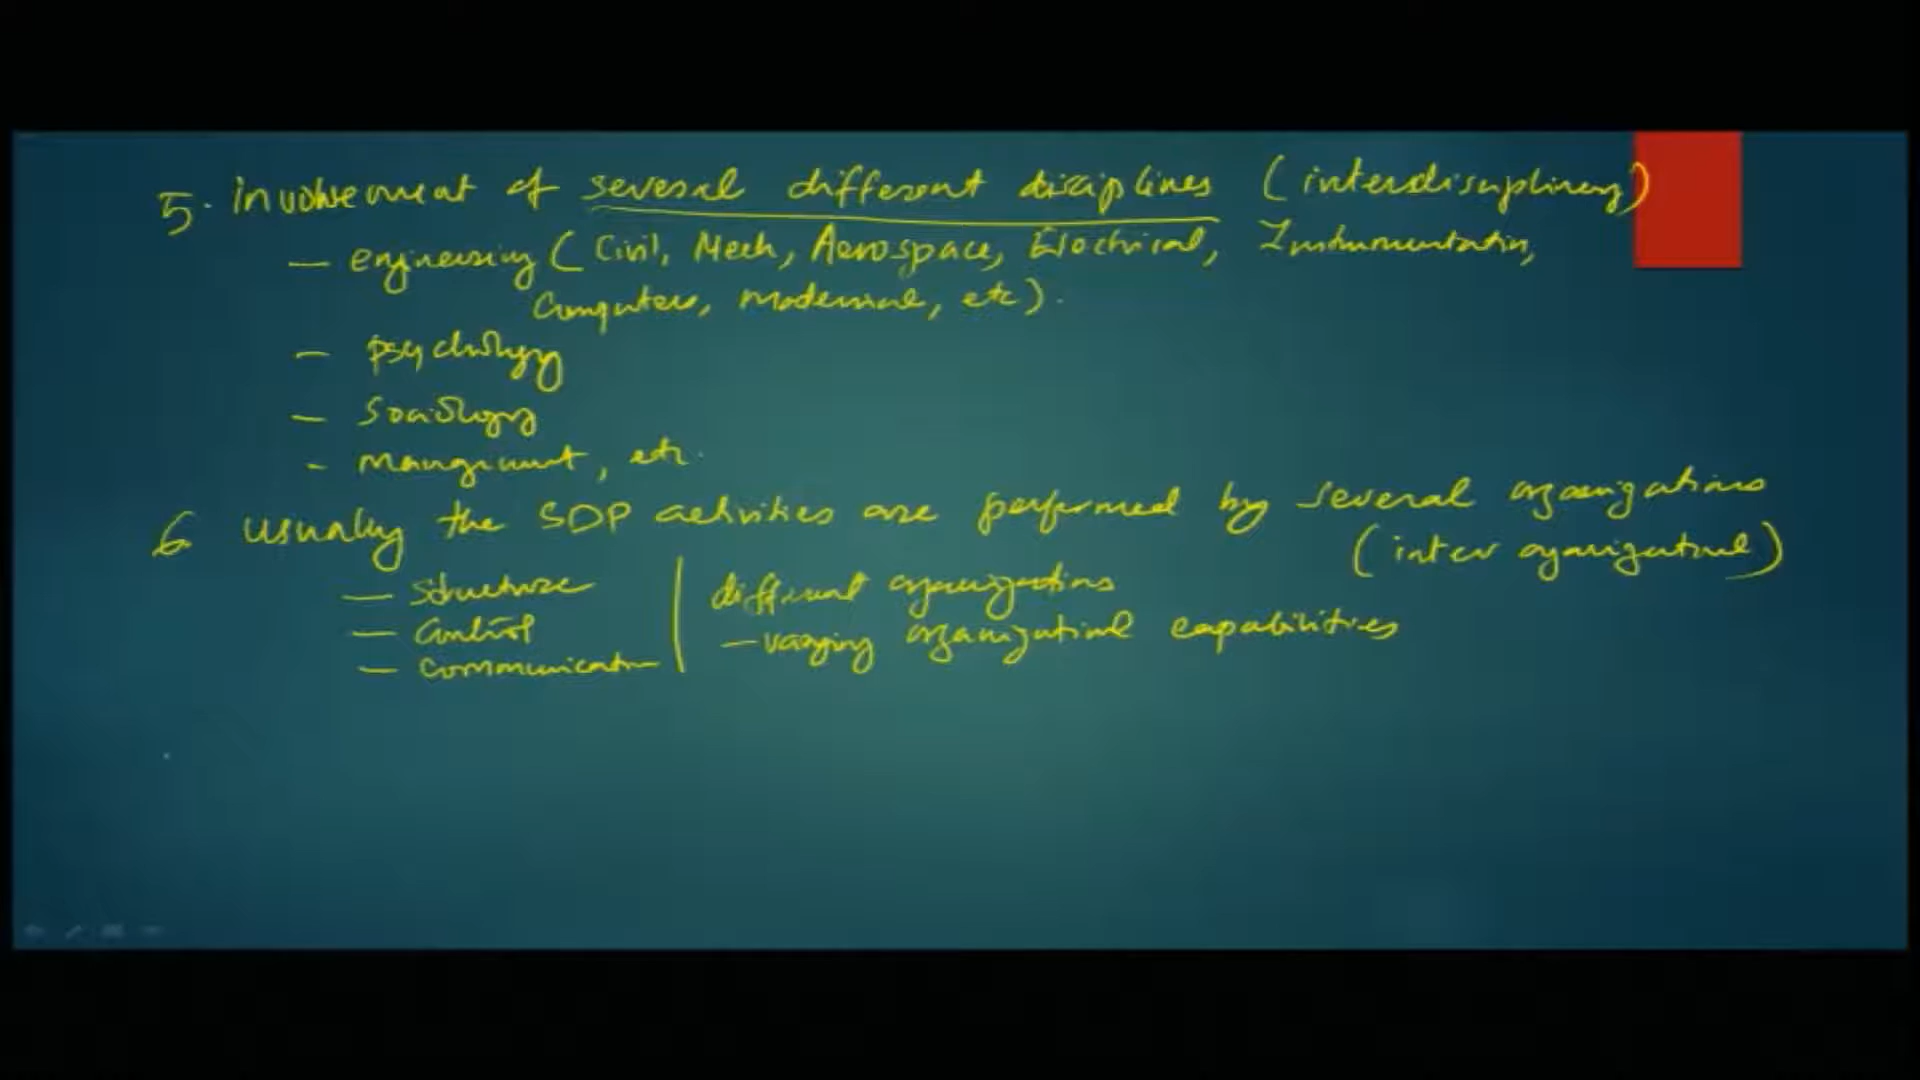 5. involvement of several different disciplines (interdisciplinary)
— engineering (Civil, Mech, Aerospace, Electrical, Instrumentation,
Computers, etc).
— psychology
— Sociology
- Management, etc.
6 usually the SDP activities are performed by several organizations
(inter organizational)
— Structure
— Control
— Communication
different organizations
— varying organizational capabilities